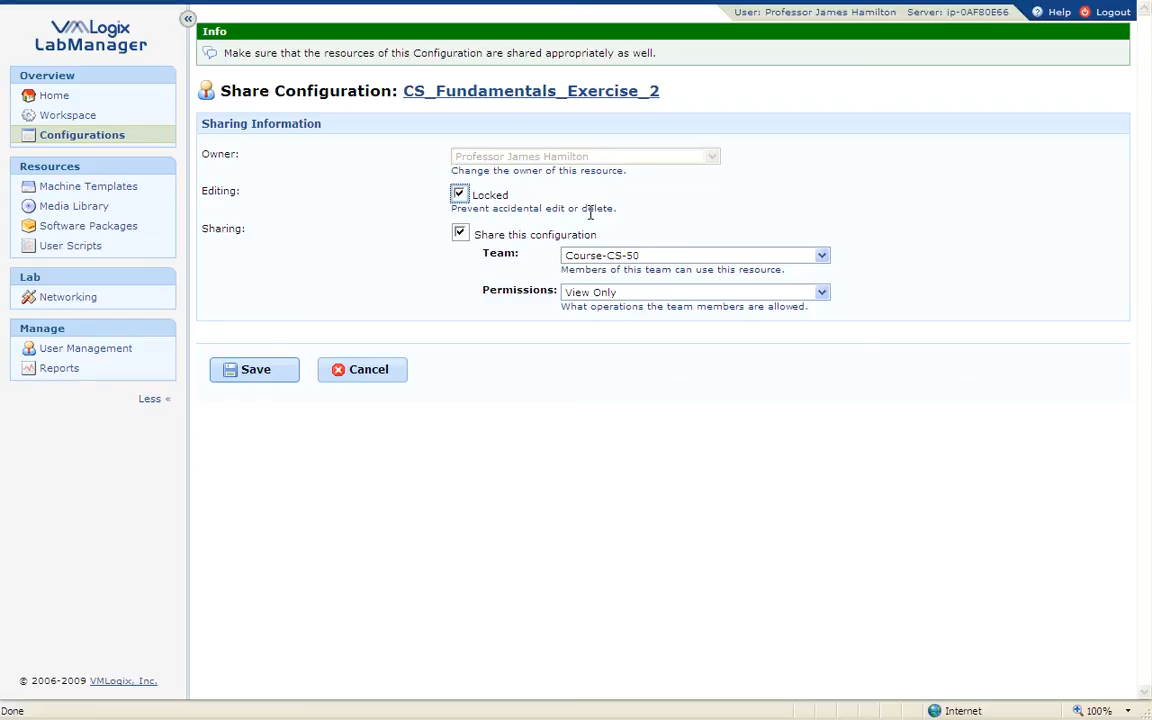 User: Professor James Hamilton Server: ip-0AF80E66 Help Logout
VMLogix
LabManager
Overview
Home
Workspace
Configurations
Resources
Machine Templates
Media Library
Software Packages
User Scripts
Lab
Networking
Manage
User Management
Reports
Less «
© 2006-2009 VMLogix, Inc.
«
Info
Make sure that the resources of this Configuration are shared appropriately as well.
Share Configuration: CS_Fundamentals_Exercise_2
Sharing Information
Owner: Professor James Hamilton
Change the owner of this resource.
Editing: Locked
Prevent accidental edit or delete.
Sharing: Share this configuration
Team: Course-CS-50
Members of this team can use this resource.
Permissions: View Only
What operations the team members are allowed.
Save Cancel
Done Internet 100%